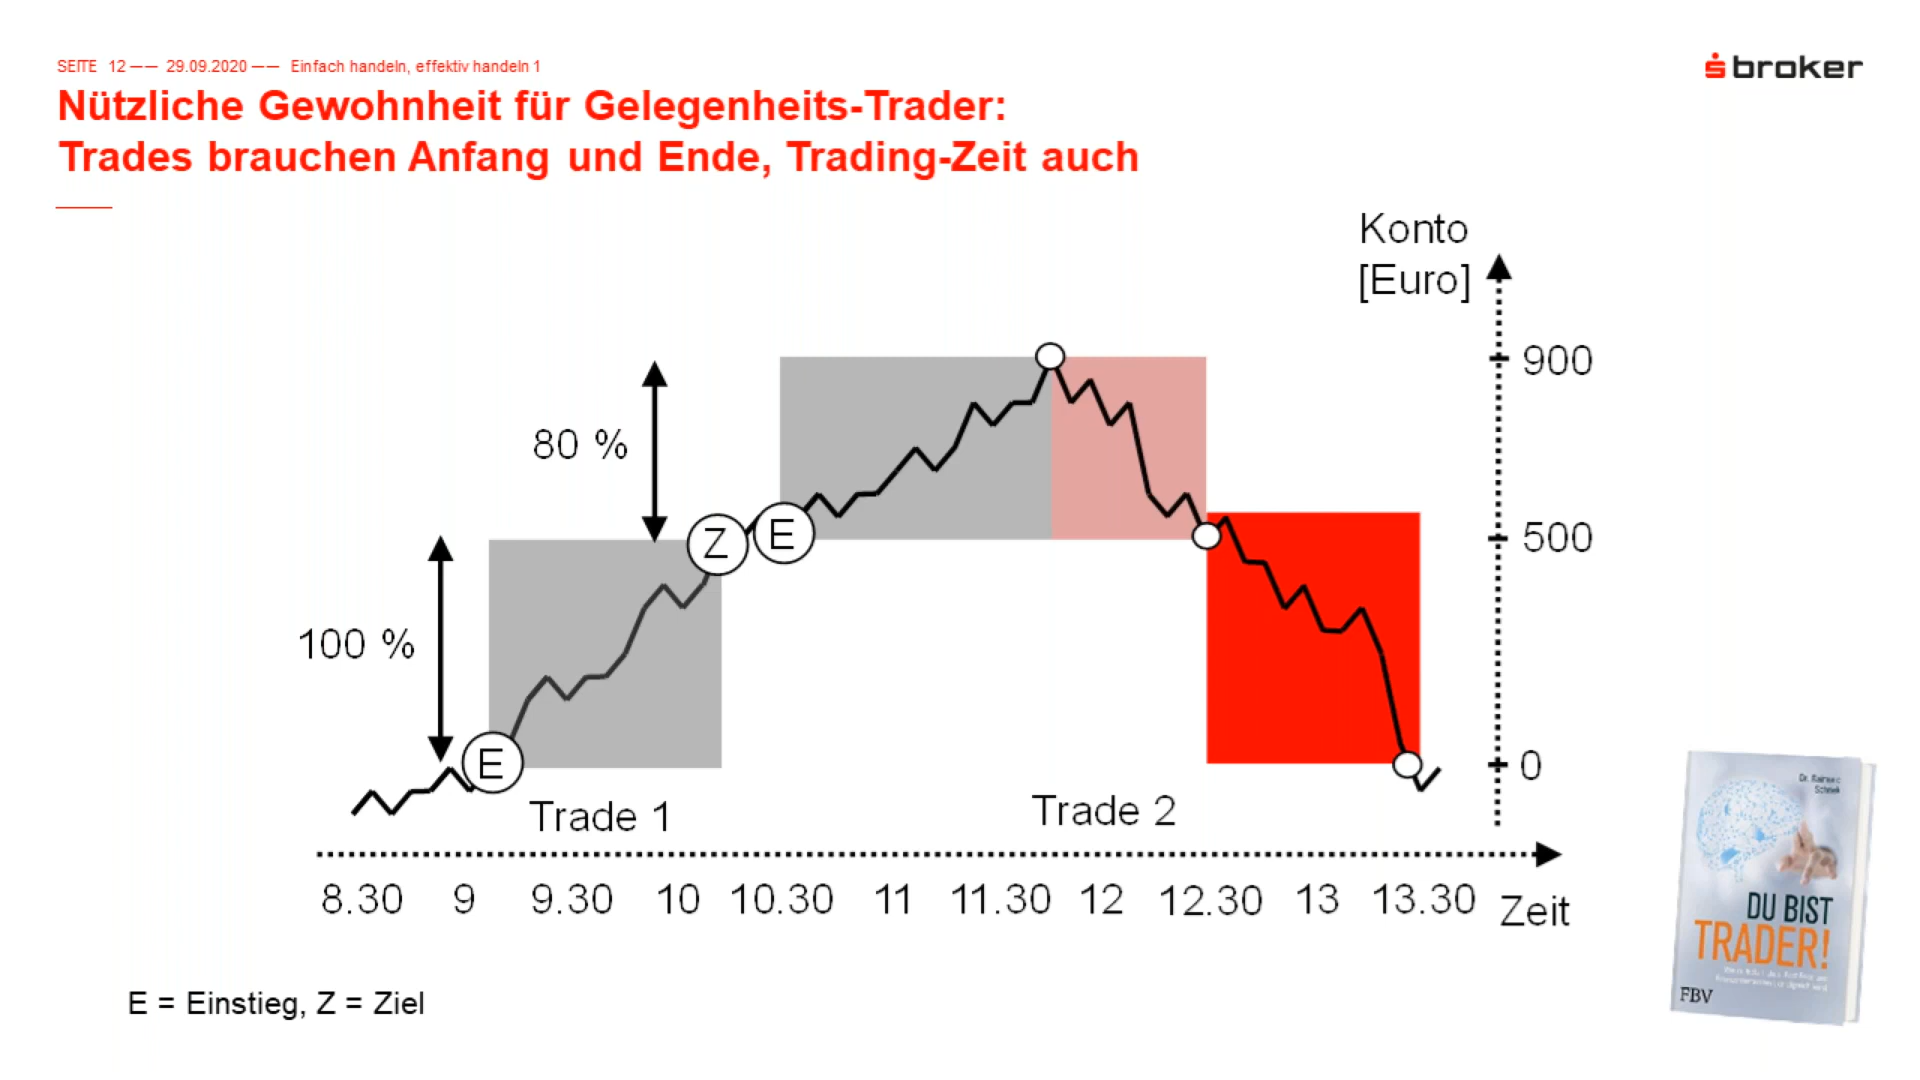 SEITE 12 —— 29.09.2020 —— Einfach handeln, effektiv handeln 1
broker
Nützliche Gewohnheit für Gelegenheits-Trader:
Trades brauchen Anfang und Ende, Trading-Zeit auch
Konto
[Euro]
900
80 %
Z
E
500
100 %
E
0
Trade 1
Trade 2
8.30 9 9.30 10 10.30 11 11.30 12 12.30 13 13.30 Zeit
DU BIST
TRADER!
FBV
E = Einstieg, Z = Ziel